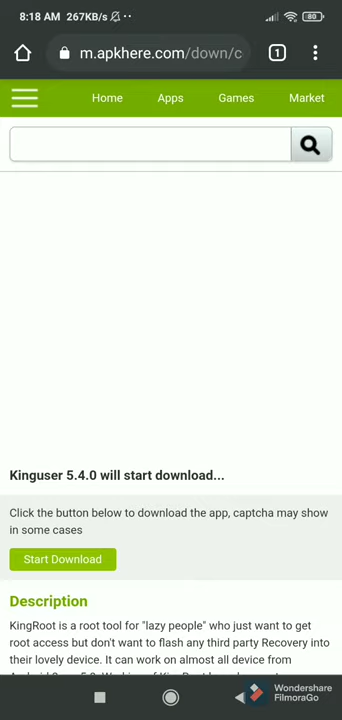 8:18 AM 267KB/s
80
m.apkhere.com/down/c
1
Home Apps Games Market
Kinguser 5.4.0 will start download...
Click the button below to download the app, captcha may show
in some cases
Start Download
Description
KingRoot is a root tool for "lazy people" who just want to get
root access but don't want to flash any third party Recovery into
their lovely device. It can work on almost all device from
Wondershare
FilmoraGo